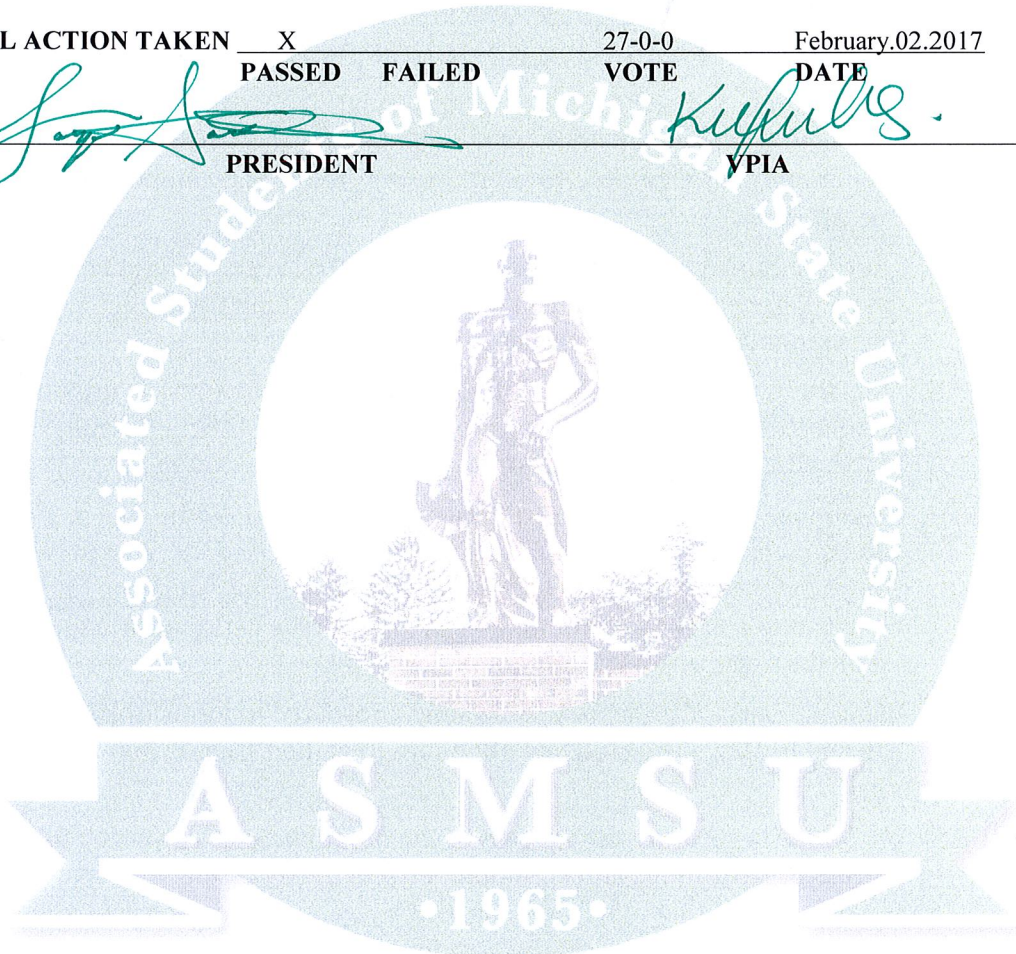 L ACTION TAKEN X 27-0-0 February.02.2017
PASSED FAILED VOTE DATE
PRESIDENT VPIA
Associated Students of Michigan State University
ASMSU
•1965•